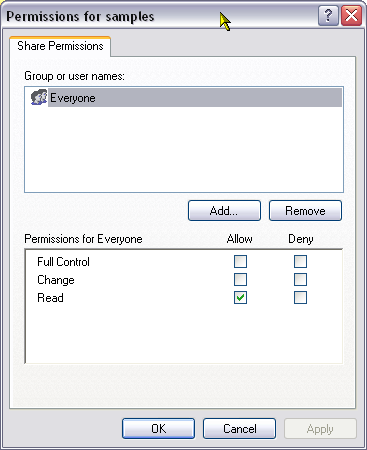 Permissions for samples
Share Permissions
Group or user names:
Everyone
Add... Remove
Permissions for Everyone Allow Deny
Full Control
Change
Read
OK Cancel Apply